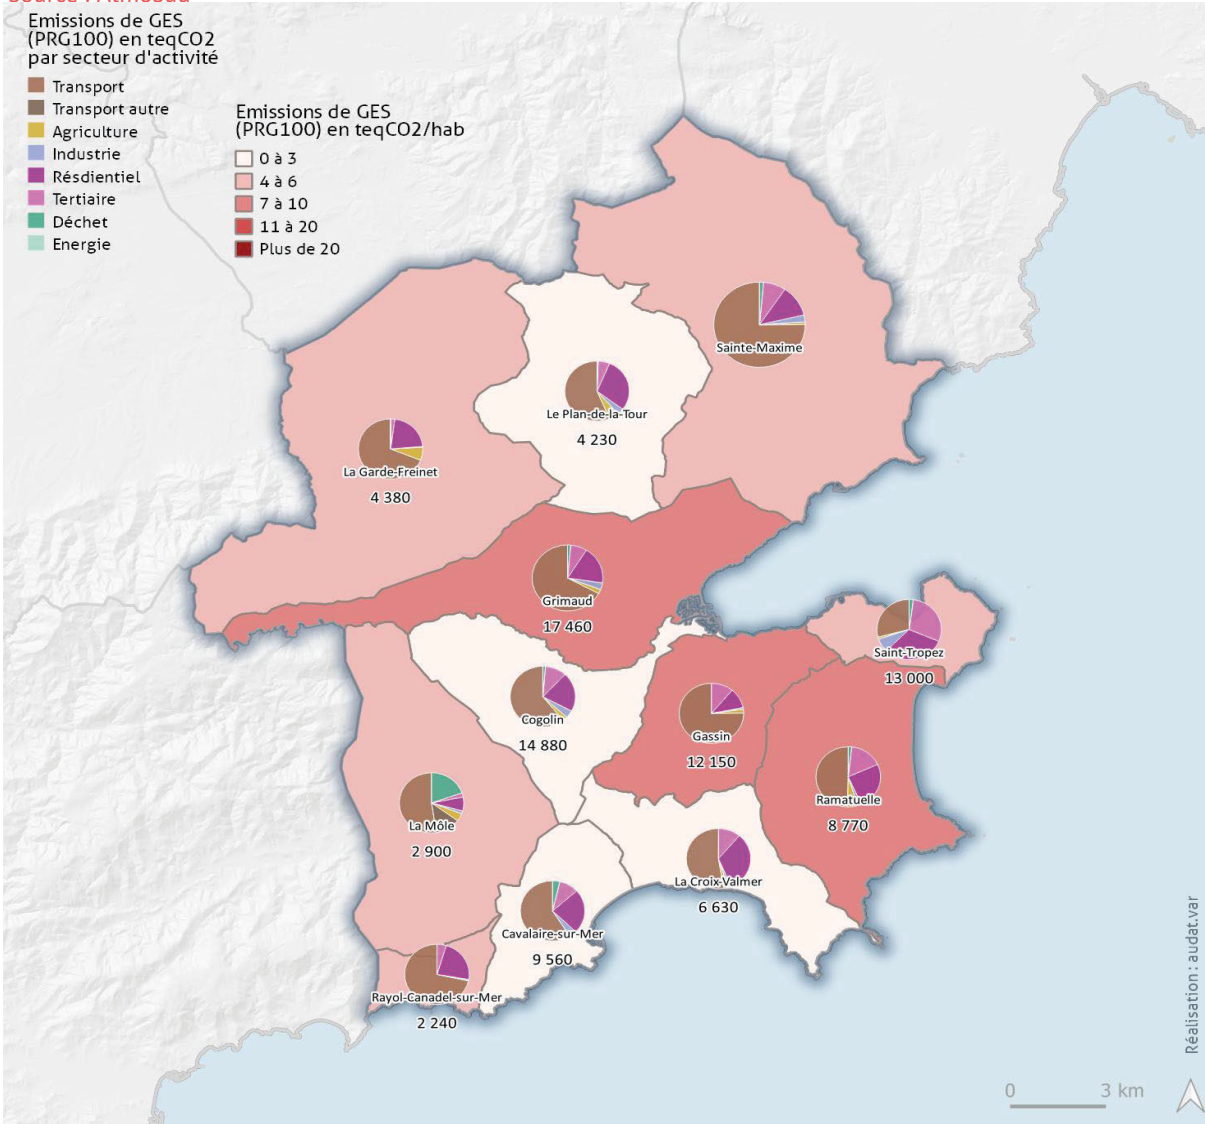 Emissions de GES
(PRG100) en teqCO2
par secteur d'activité
Transport
Transport autre
Agriculture
Industrie
Résdientiel
Tertiaire
Déchet
Energie
Emissions de GES
(PRG100) en teqCO2/hab
0 à 3
4 à 6
7 à 10
11 à 20
Plus de 20
Sainte-Maxime
Le Plan-de-la-Tour
4 230
La Garde-Freinet
4 380
Grimaud
17 460
Saint-Tropez
13 000
Cogolin
14 880
Gassin
12 150
Ramatuelle
8 770
La Môle
2 900
La Croix-Valmer
6 630
Cavalaire-sur-Mer
9 560
Rayol-Canadel-sur-Mer
2 240
Réalisation : audat.var
0 3 km